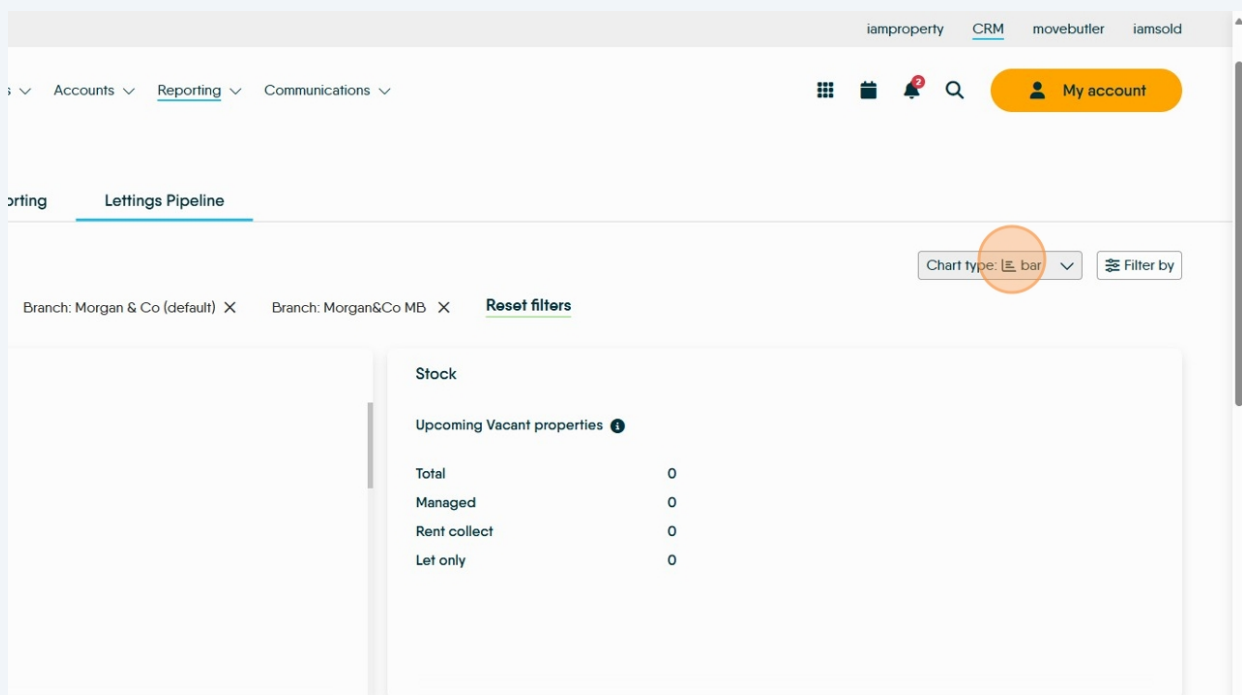 iamproperty CRM movebutler iamsold
Accounts Reporting Communications 2 My account
orting Lettings Pipeline
Chart type: bar Filter by
Branch: Morgan & Co (default) Branch: Morgan&Co MB Reset filters
Stock
Upcoming Vacant properties
Total 0
Managed 0
Rent collect 0
Let only 0